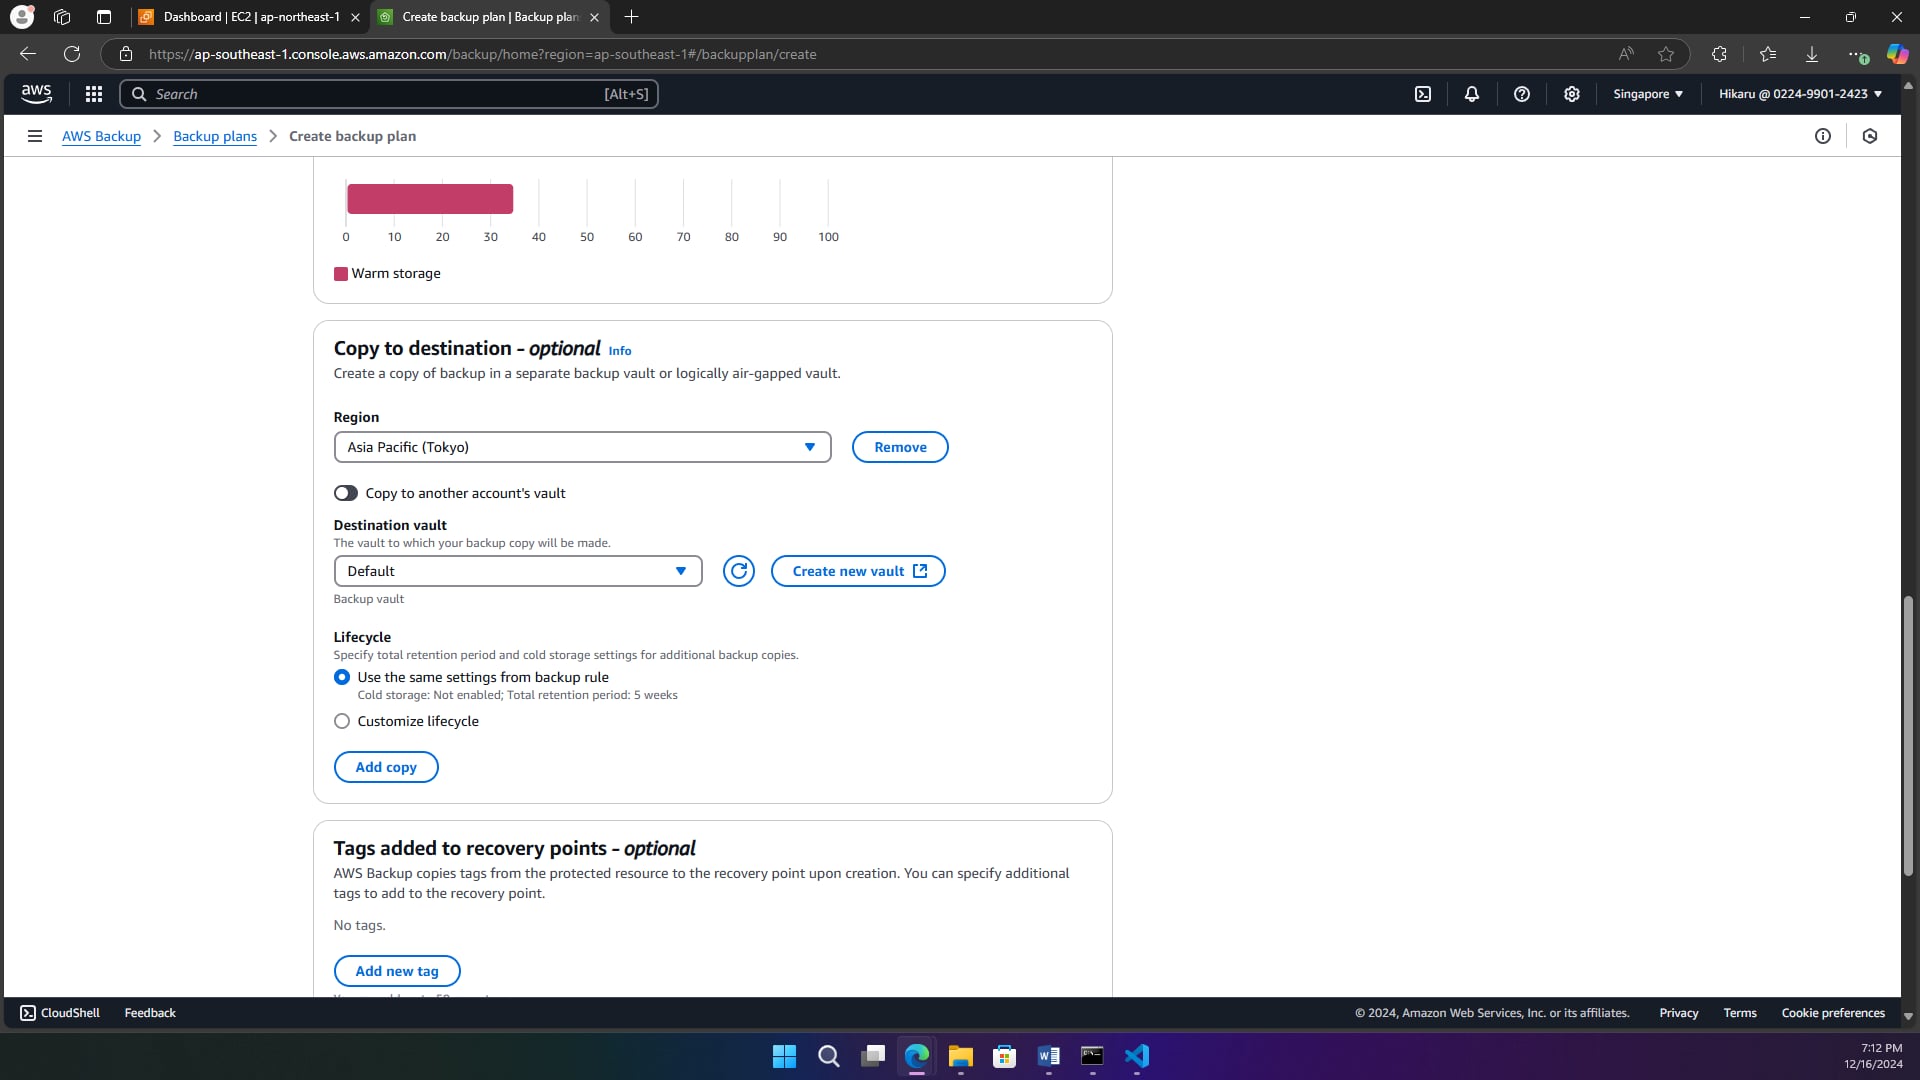 Dashboard | EC2 | ap-northeast-1
Create backup plan | Backup plan
https://ap-southeast-1.console.aws.amazon.com/backup/home?region=ap-southeast-1#/backupplan/create
aws
Search
[Alt+S]
Singapore
Hikaru @ 0224-9901-2423
AWS Backup
Backup plans
Create backup plan
0 10 20 30 40 50 60 70 80 90 100
Warm storage
Copy to destination - optional Info
Create a copy of backup in a separate backup vault or logically air-gapped vault.
Region
Asia Pacific (Tokyo)
Remove
Copy to another account's vault
Destination vault
The vault to which your backup copy will be made.
Default
Create new vault
Backup vault
Lifecycle
Specify total retention period and cold storage settings for additional backup copies.
Use the same settings from backup rule
Cold storage: Not enabled; Total retention period: 5 weeks
Customize lifecycle
Add copy
Tags added to recovery points - optional
AWS Backup copies tags from the protected resource to the recovery point upon creation. You can specify additional
tags to add to the recovery point.
No tags.
Add new tag
CloudShell
Feedback
© 2024, Amazon Web Services, Inc. or its affiliates.
Privacy
Terms
Cookie preferences
7:12 PM
12/16/2024